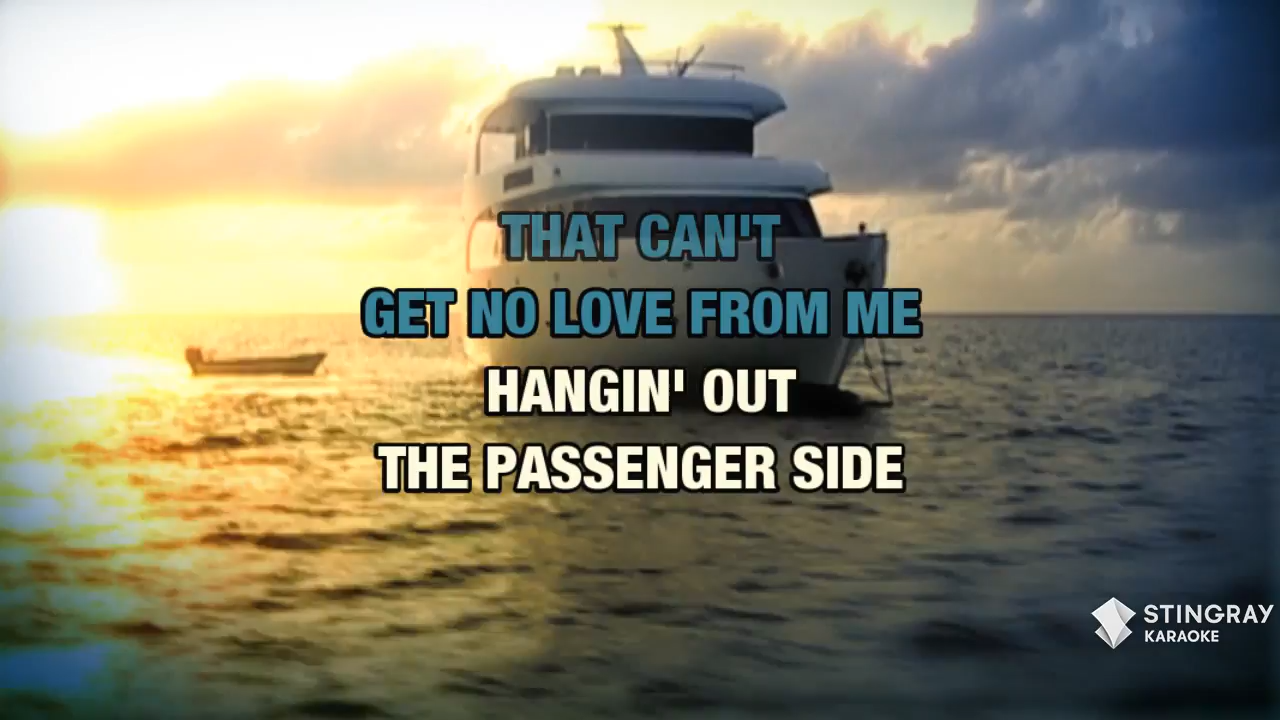 THAT CAN'T
GET NO LOVE FROM ME
HANGIN' OUT
THE PASSENGER SIDE
STINGRAY
KARAOKE